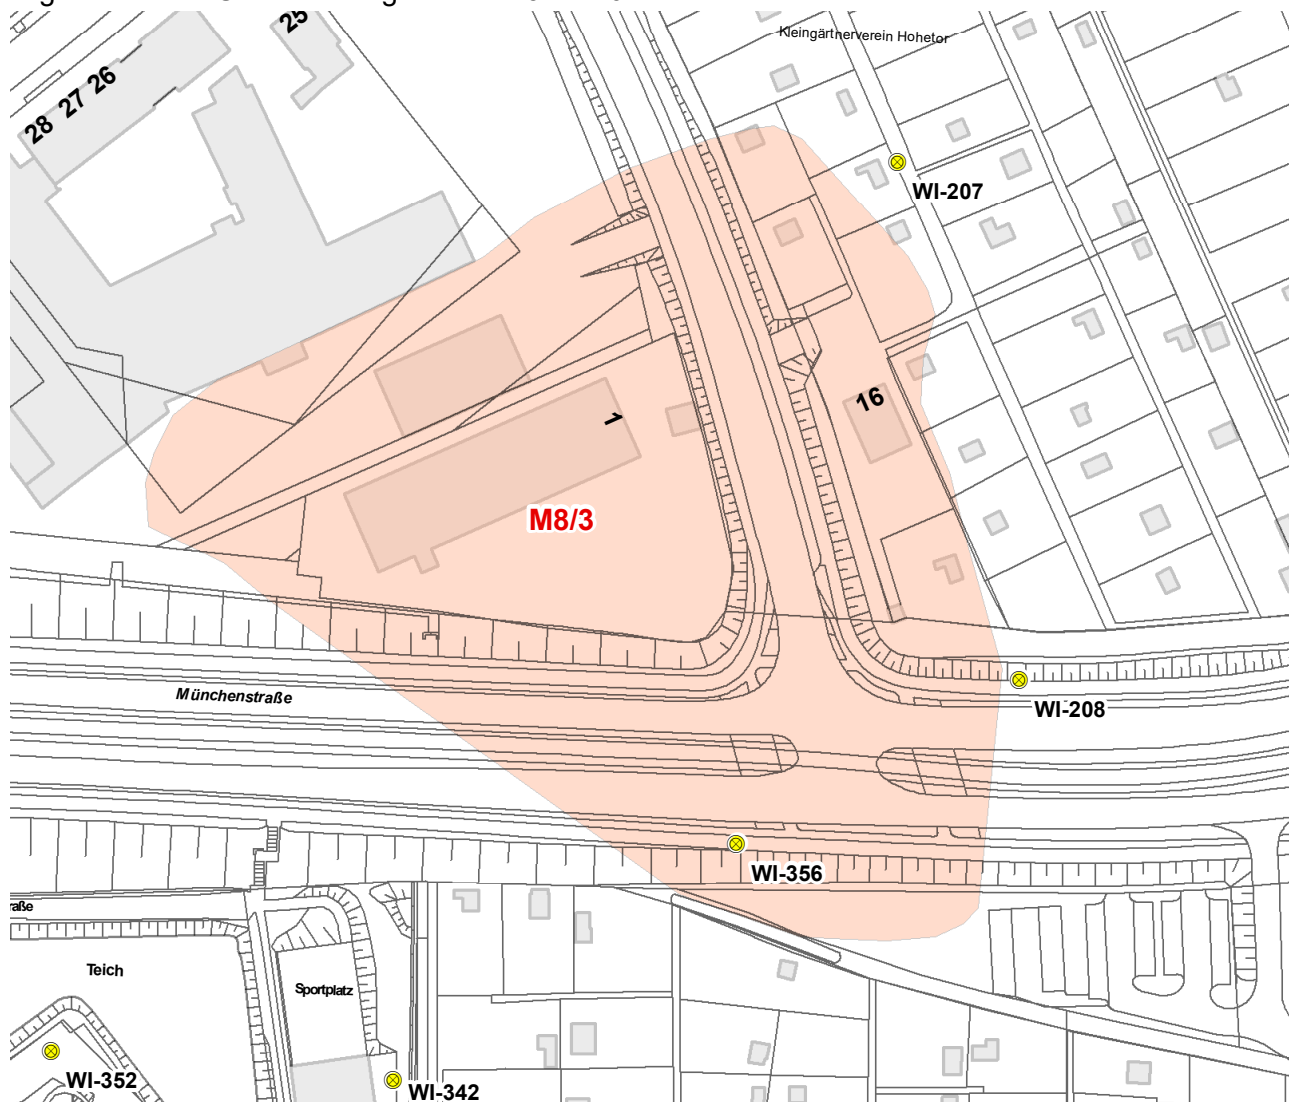 25
Kleingärtnerverein Hohetor
28 27 26
WI-207
16
1
M8/3
Münchenstraße
WI-208
WI-356
raße
Teich
Sportplatz
WI-352
WI-342